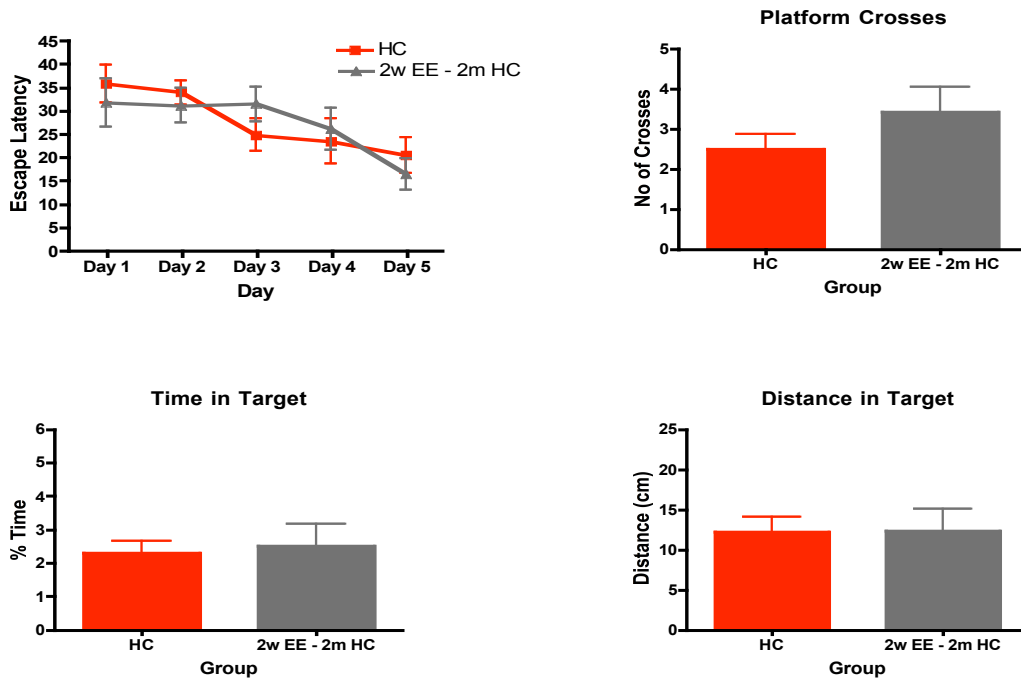 HC
2w EE - 2m HC
Escape Latency
45
40
35
30
25
20
15
10
5
0
Day 1 Day 2 Day 3 Day 4 Day 5
Day
Platform Crosses
No of Crosses
5
4
3
2
1
0
HC 2w EE - 2m HC
Group
Time in Target
% Time
6
5
4
3
2
1
0
HC 2w EE - 2m HC
Group
Distance in Target
Distance (cm)
25
20
15
10
5
0
HC 2w EE - 2m HC
Group